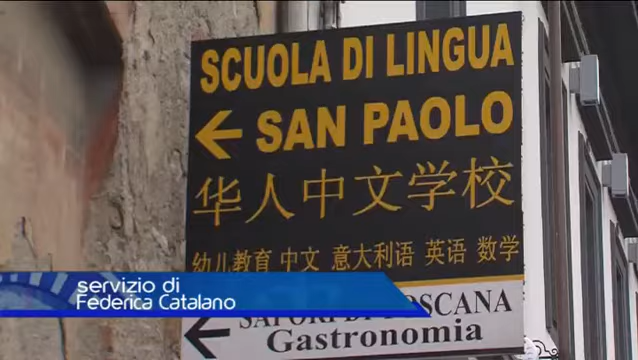 SCUOLA DI LINGUA
SAN PAOLO
华人中文学校
幼儿教育 中文 意大利语 英语 数学
servizio di
Federica Catalano
SAPORI DI TOSCANA
Gastronomia